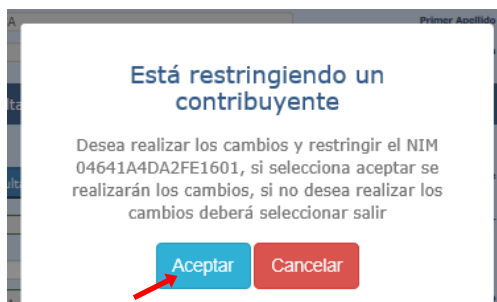 A
Primer Apellido
Está restringiendo un
contribuyente
Desea realizar los cambios y restringir el NIM
04641A4DA2FE1601, si selecciona aceptar se
realizarán los cambios, si no desea realizar los
cambios deberá seleccionar salir
Aceptar Cancelar